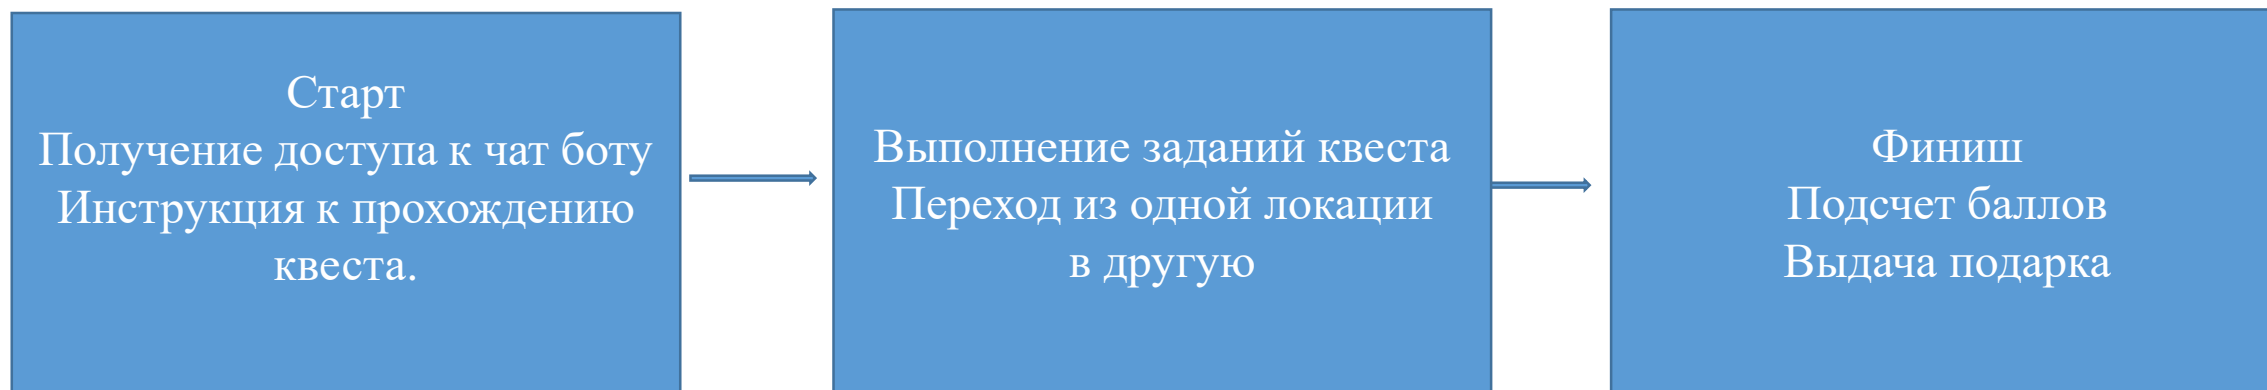 Старт
Получение доступа к чат боту
Инструкция к прохождению
квеста.
Выполнение заданий квеста
Переход из одной локации
в другую
Финиш
Подсчет баллов
Выдача подарка